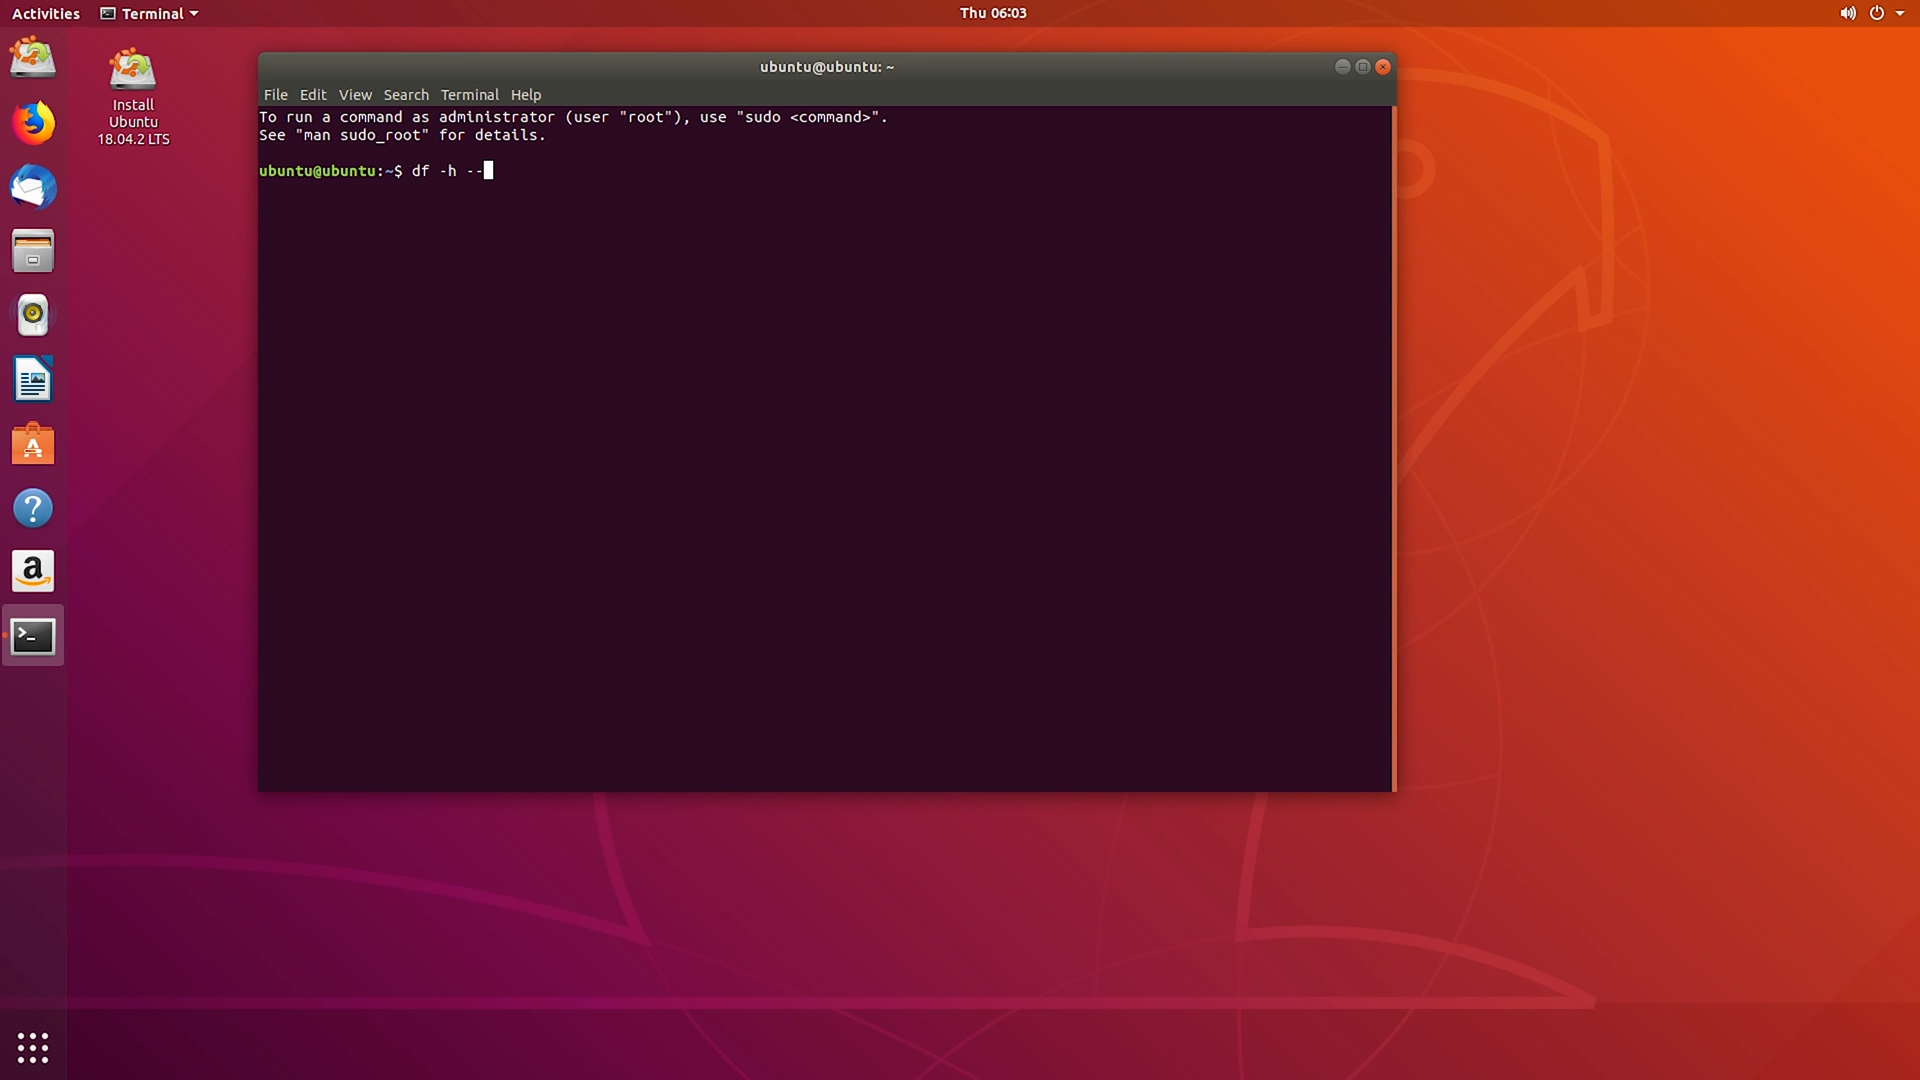 Activities Terminal Thu 06:03
Install
Ubuntu
18.04.2 LTS
ubuntu@ubuntu: ~
File Edit View Search Terminal Help
To run a command as administrator (user "root"), use "sudo <command>".
See "man sudo_root" for details.
ubuntu@ubuntu:~$ df -h --